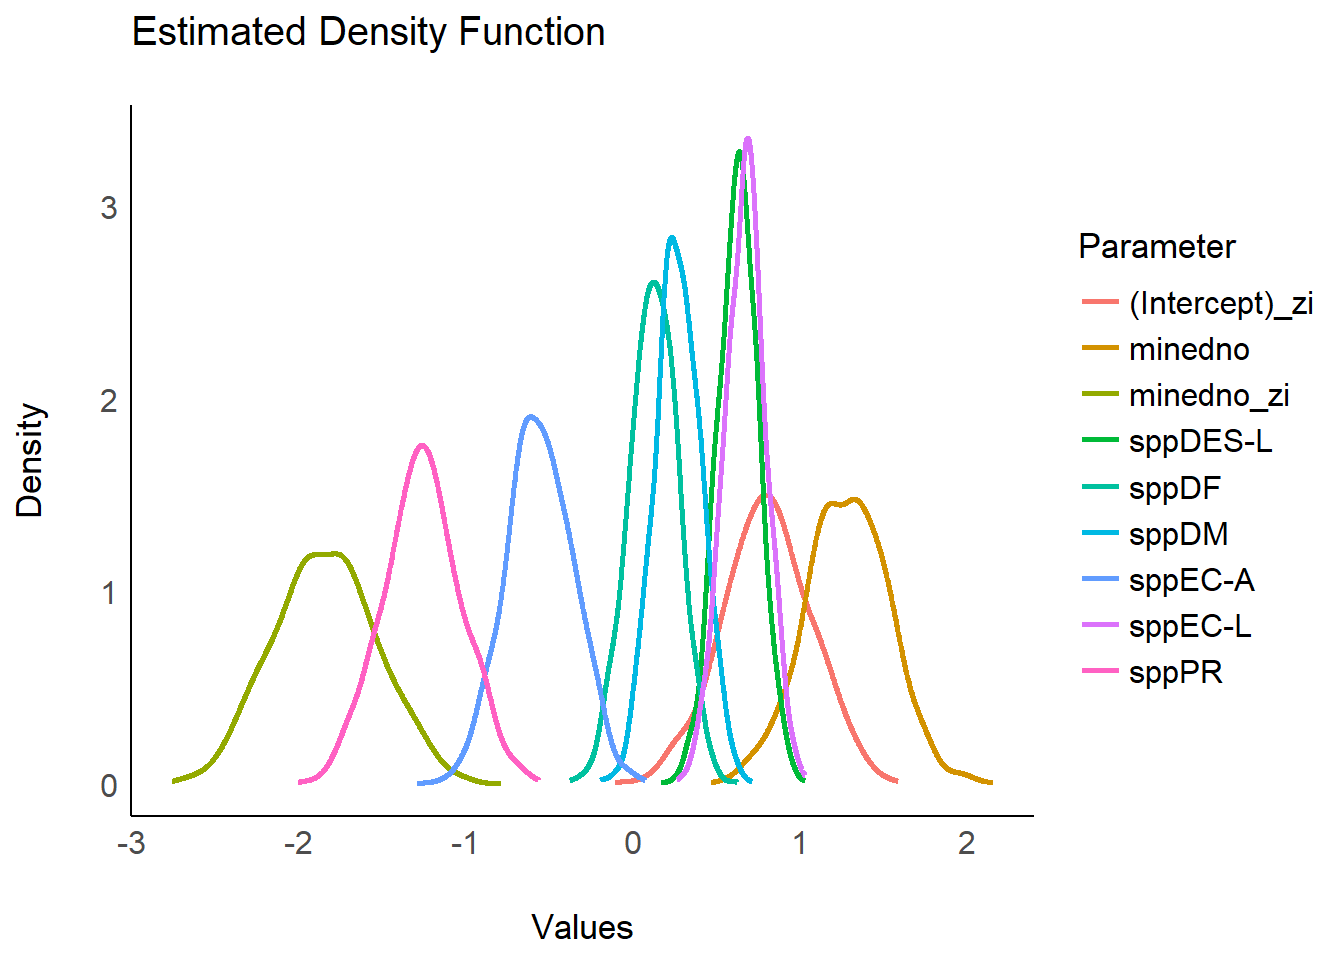 Estimated Density Function
Density
3
2
1
0
-3
-2
-1
0
1
2
Values
Parameter
(Intercept)_zi
minedno
minedno_zi
sppDES-L
sppDF
sppDM
sppEC-A
sppEC-L
sppPR